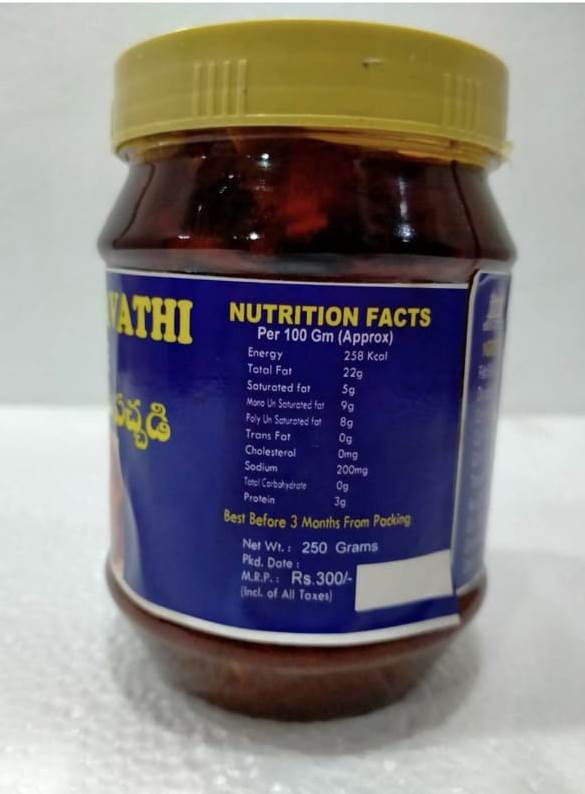 VATHI
పచ్చడి
NUTRITION FACTS
Per 100 Gm (Approx)
Energy 258 Kcal
Total Fat 22g
Saturated fat 5g
Mono Un Saturated fat 9g
Poly Un Saturated fat 8g
Trans Fat 0g
Cholesterol 0mg
Sodium 200mg
Total Carbohydrate 0g
Protein 3g
Best Before 3 Months From Packing
Net Wt. : 250 Grams
Pkd. Date :
M.R.P. : Rs.300/-
(Incl. of All Taxes)